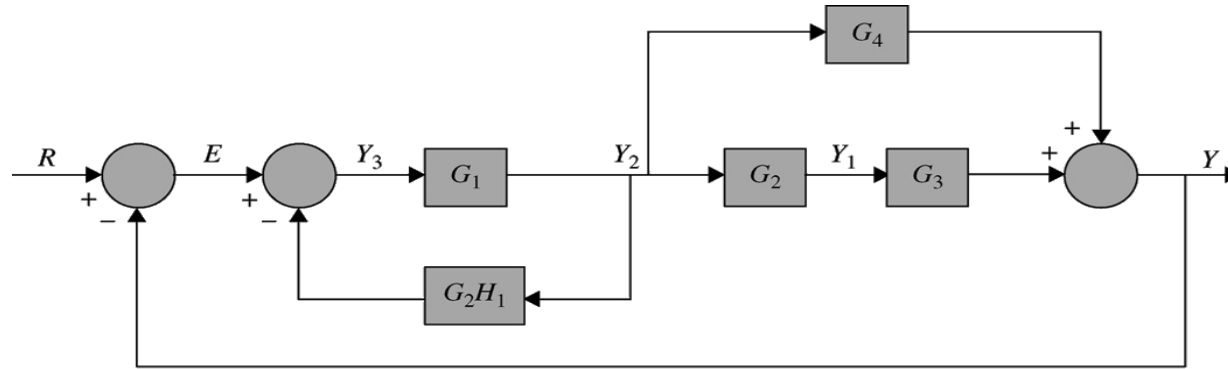 G₄
+
R
E
Y₃
G₁
Y₂
G₂
Y₁
G₃
+
Y
+
−
+
−
G₂H₁